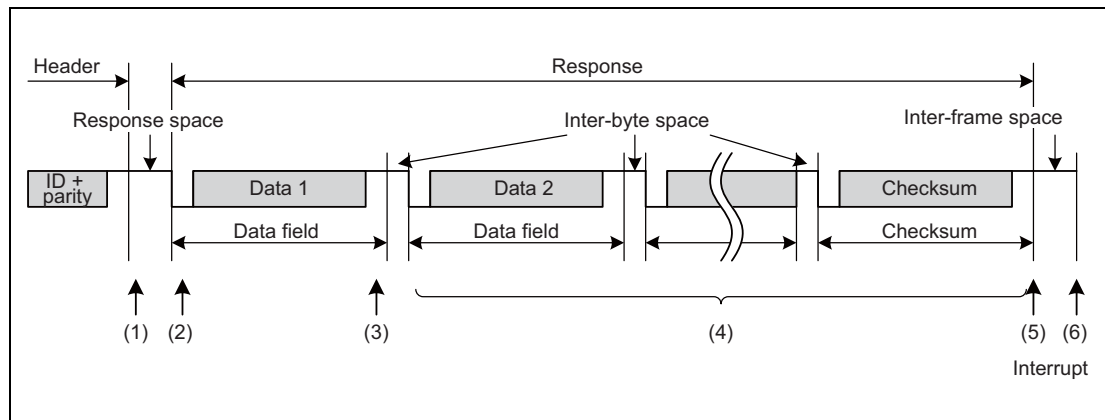 Header
Response
Response space
Inter-byte space
Inter-frame space
ID +
parity
Data 1
Data 2
Checksum
Data field
Data field
Checksum
(1)
(2)
(3)
(4)
(5)
(6)
Interrupt